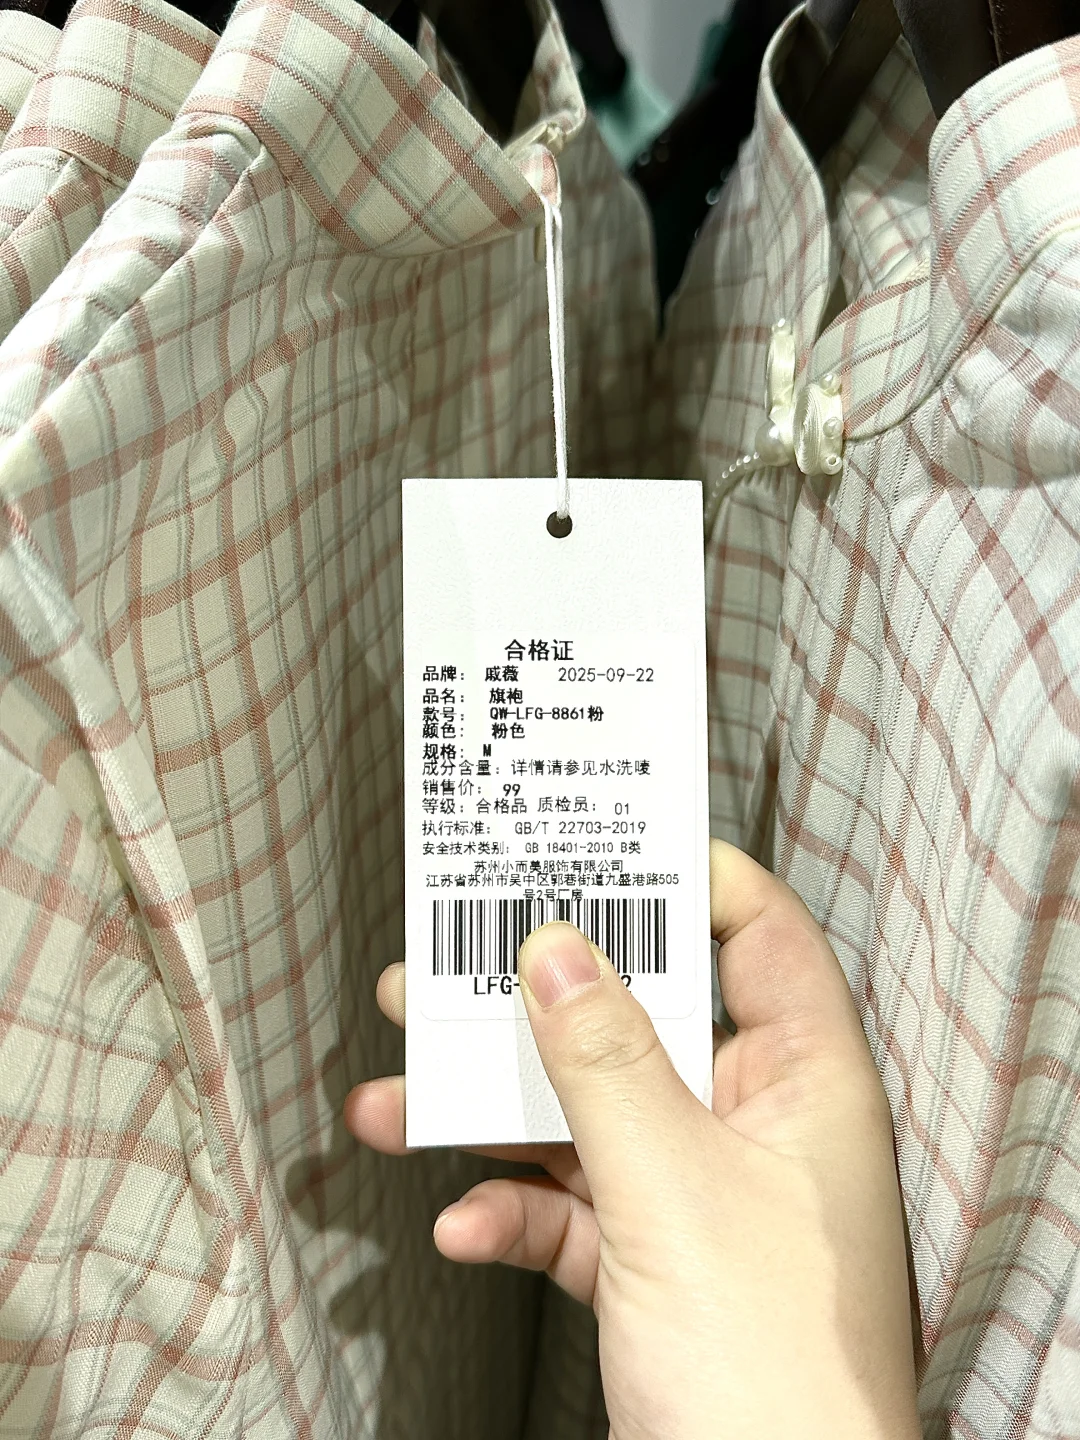 合格证
品牌： 戚薇 2025-09-22
品名： 旗袍
款号： QW-LFG-8861粉
颜色： 粉色
规格： M
成分含量：详情请参见水洗唛
销售价： 99
等级：合格品 质检员： 01
执行标准： GB/T 22703-2019
安全技术类别： GB 18401-2010 B类
苏州小而美服饰有限公司
江苏省苏州市吴中区郭巷街道九盛港路505
号2号厂房
LFG-